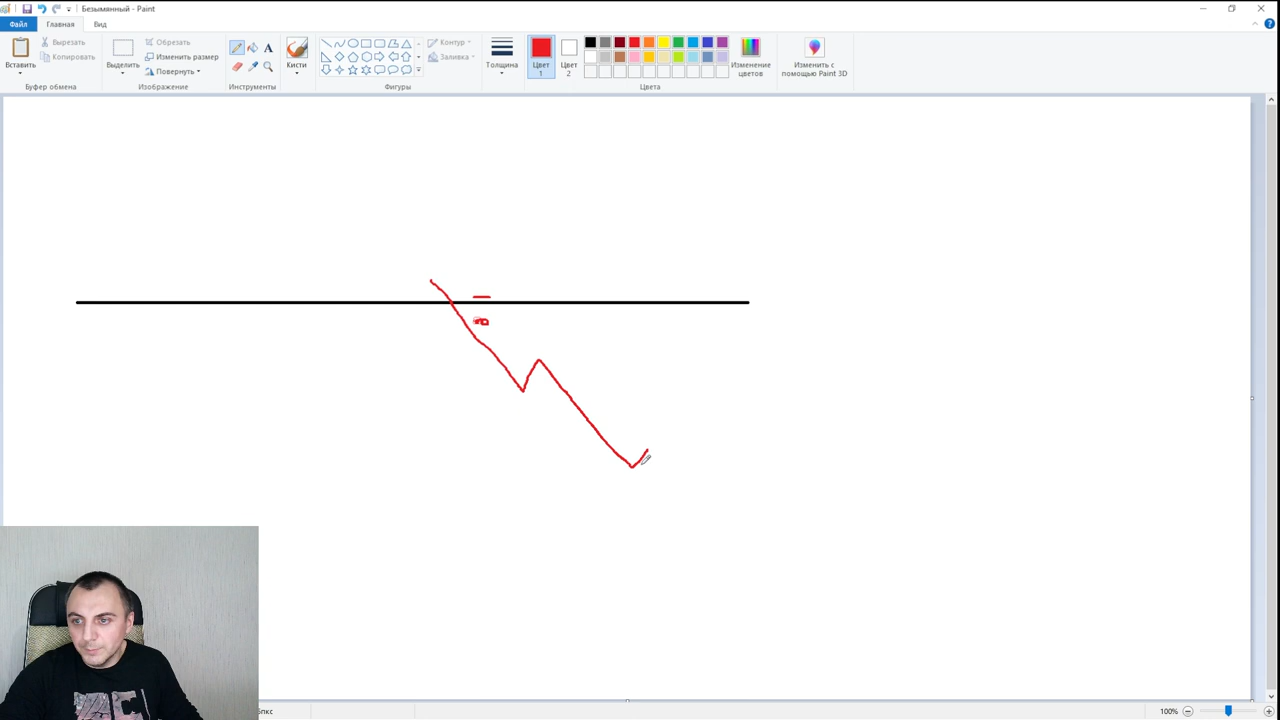 Безымянный - Paint
Файл Главная Вид
Вставить
Вырезать
Копировать
Буфер обмена
Выделить
Обрезать
Изменить размер
Повернуть
Изображение
A
Инструменты
Кисти
Контур
Заливка
Фигуры
Толщина
Цвет 1
Цвет 2
Изменение цветов
Цвета
Изменить с помощью Paint 3D
100%